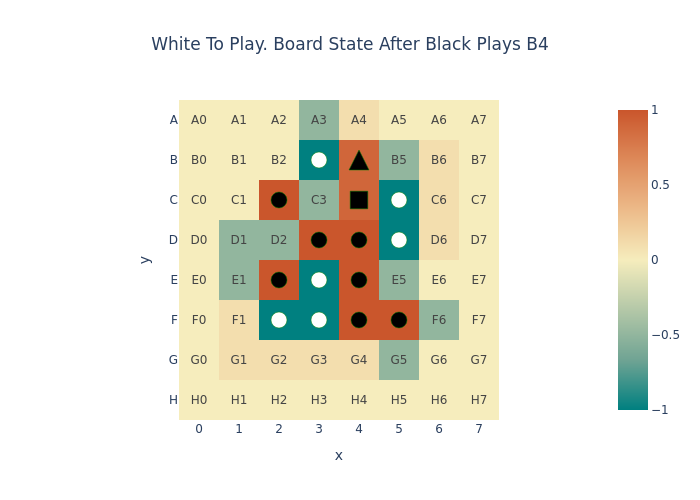 White To Play. Board State After Black Plays B4
A A0 A1 A2 A3 A4 A5 A6 A7
B B0 B1 B2 B5 B6 B7
C C0 C1 C3 C6 C7
D D0 D1 D2 D6 D7
E E0 E1 E5 E6 E7
F F0 F1 F6 F7
G G0 G1 G2 G3 G4 G5 G6 G7
H H0 H1 H2 H3 H4 H5 H6 H7
0 1 2 3 4 5 6 7
x
y
1
0.5
0
−0.5
−1